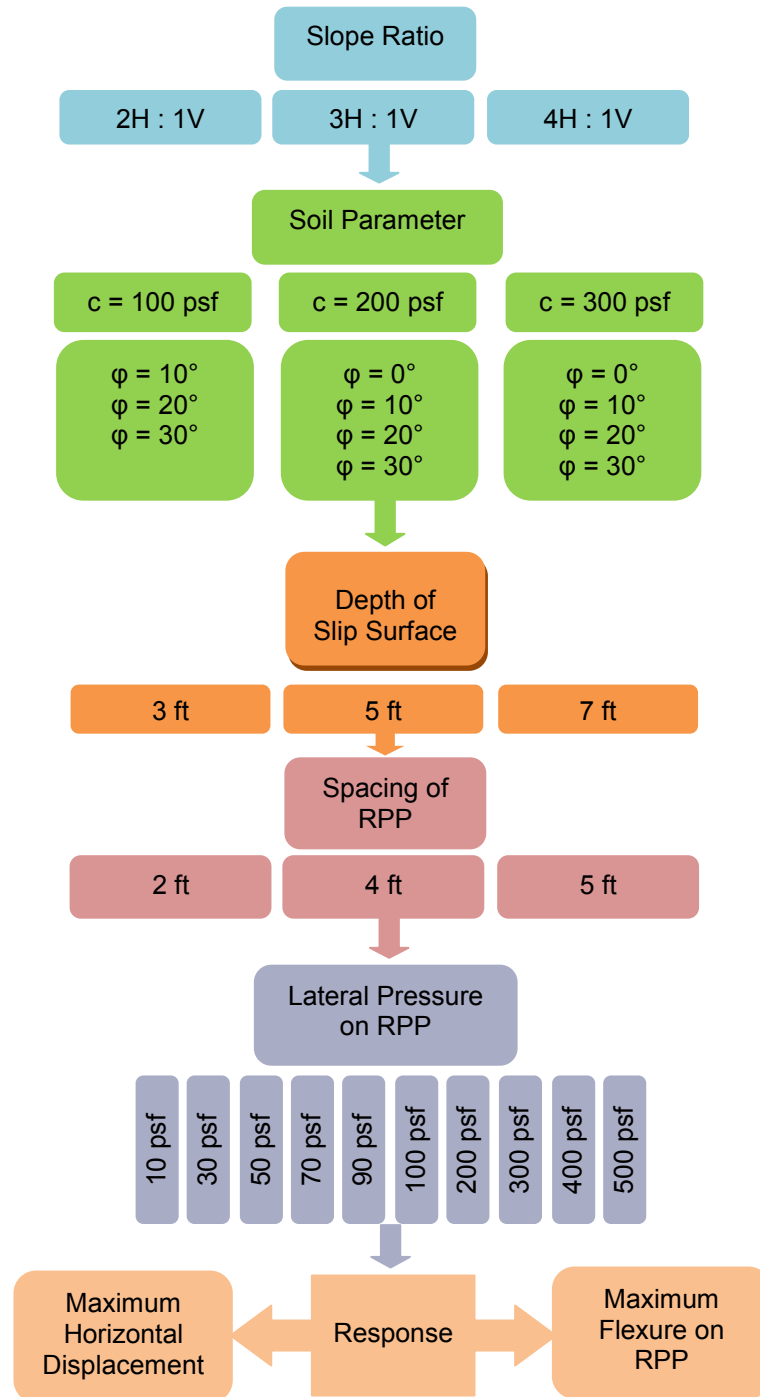 Slope Ratio
2H : 1V
3H : 1V
4H : 1V
Soil Parameter
c = 100 psf
c = 200 psf
c = 300 psf
φ = 10°
φ = 20°
φ = 30°
φ = 0°
φ = 10°
φ = 20°
φ = 30°
φ = 0°
φ = 10°
φ = 20°
φ = 30°
Depth of
Slip Surface
3 ft
5 ft
7 ft
Spacing of
RPP
2 ft
4 ft
5 ft
Lateral Pressure
on RPP
10 psf
30 psf
50 psf
70 psf
90 psf
100 psf
200 psf
300 psf
400 psf
500 psf
Maximum
Horizontal
Displacement
Response
Maximum
Flexure on
RPP